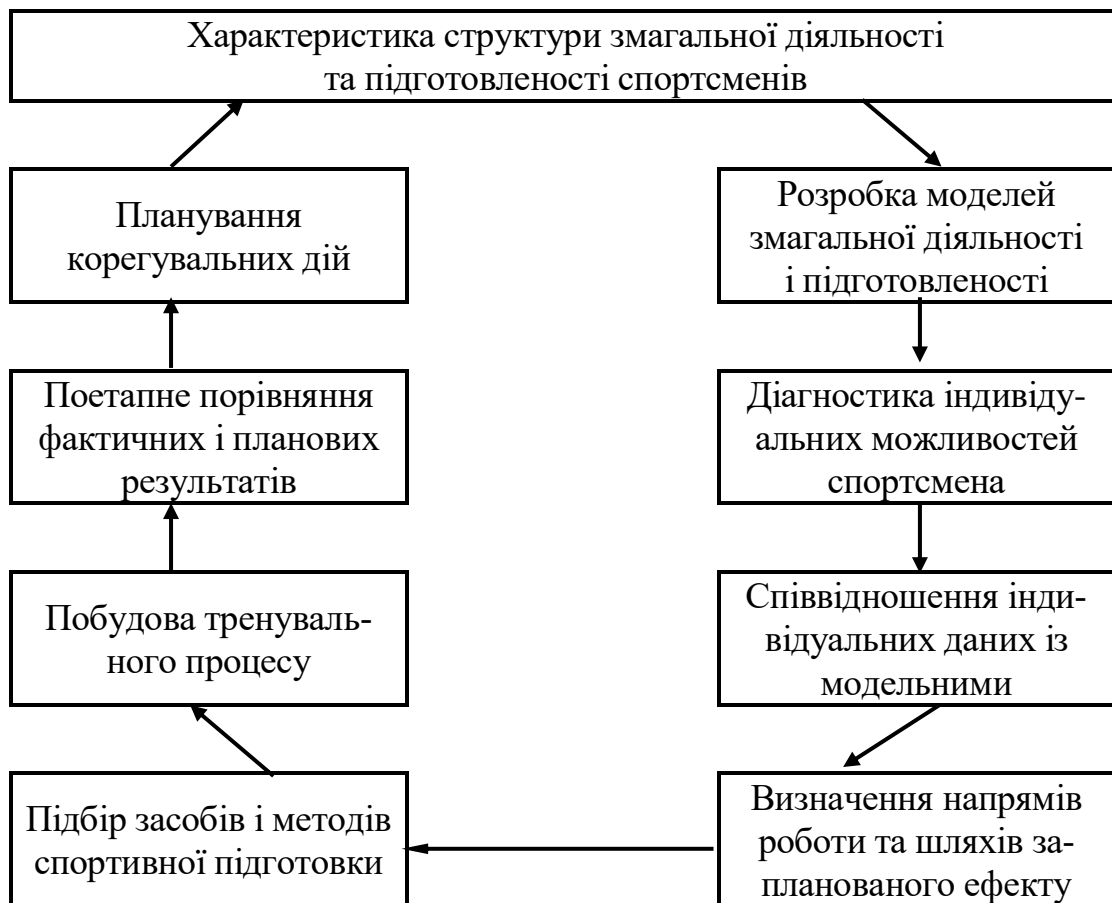 Характеристика структури змагальної діяльності
та підготовленості спортсменів
Планування
корегувальних дій
Розробка моделей
змагальної діяльності
і підготовленості
Поетапне порівняння
фактичних і планових
результатів
Діагностика індивіду-
альних можливостей
спортсмена
Побудова тренуваль-
ного процесу
Співвідношення інди-
відуальних даних із
модельними
Підбір засобів і методів
спортивної підготовки
Визначення напрямів
роботи та шляхів за-
планованого ефекту